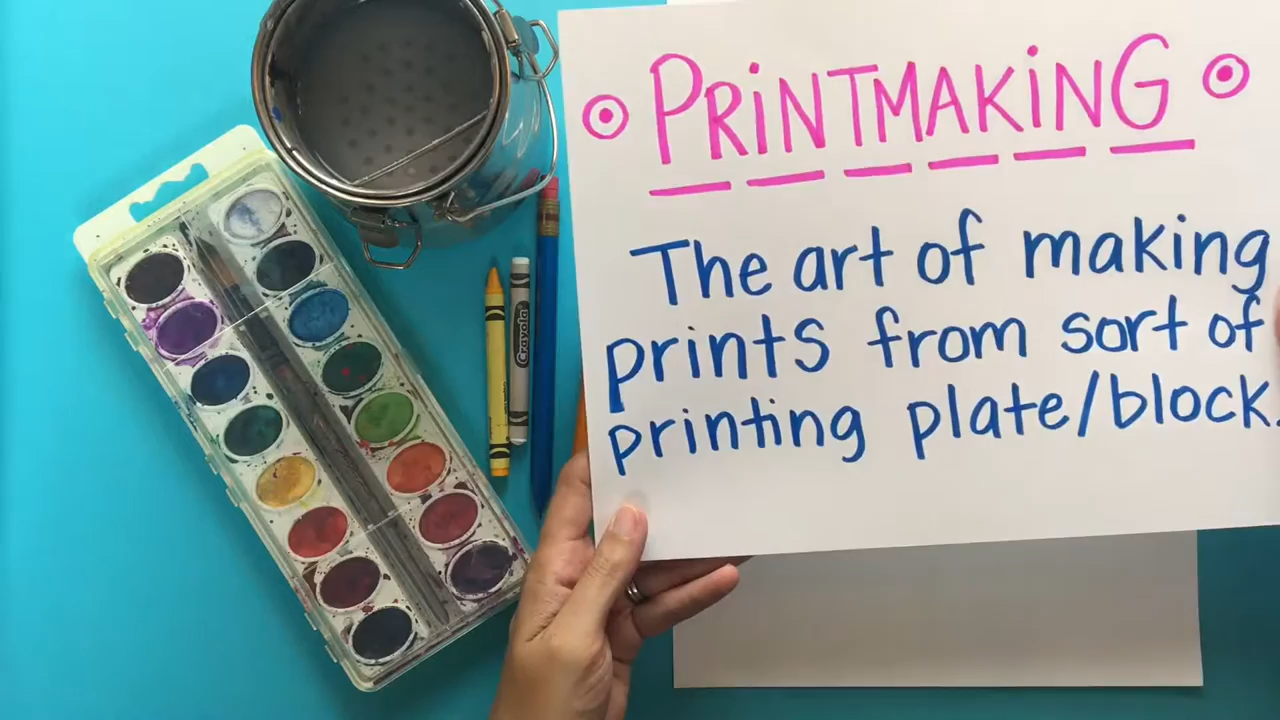 PRiNTMAKiNG
The art of making
prints from sort of
printing plate/block.
Crayola